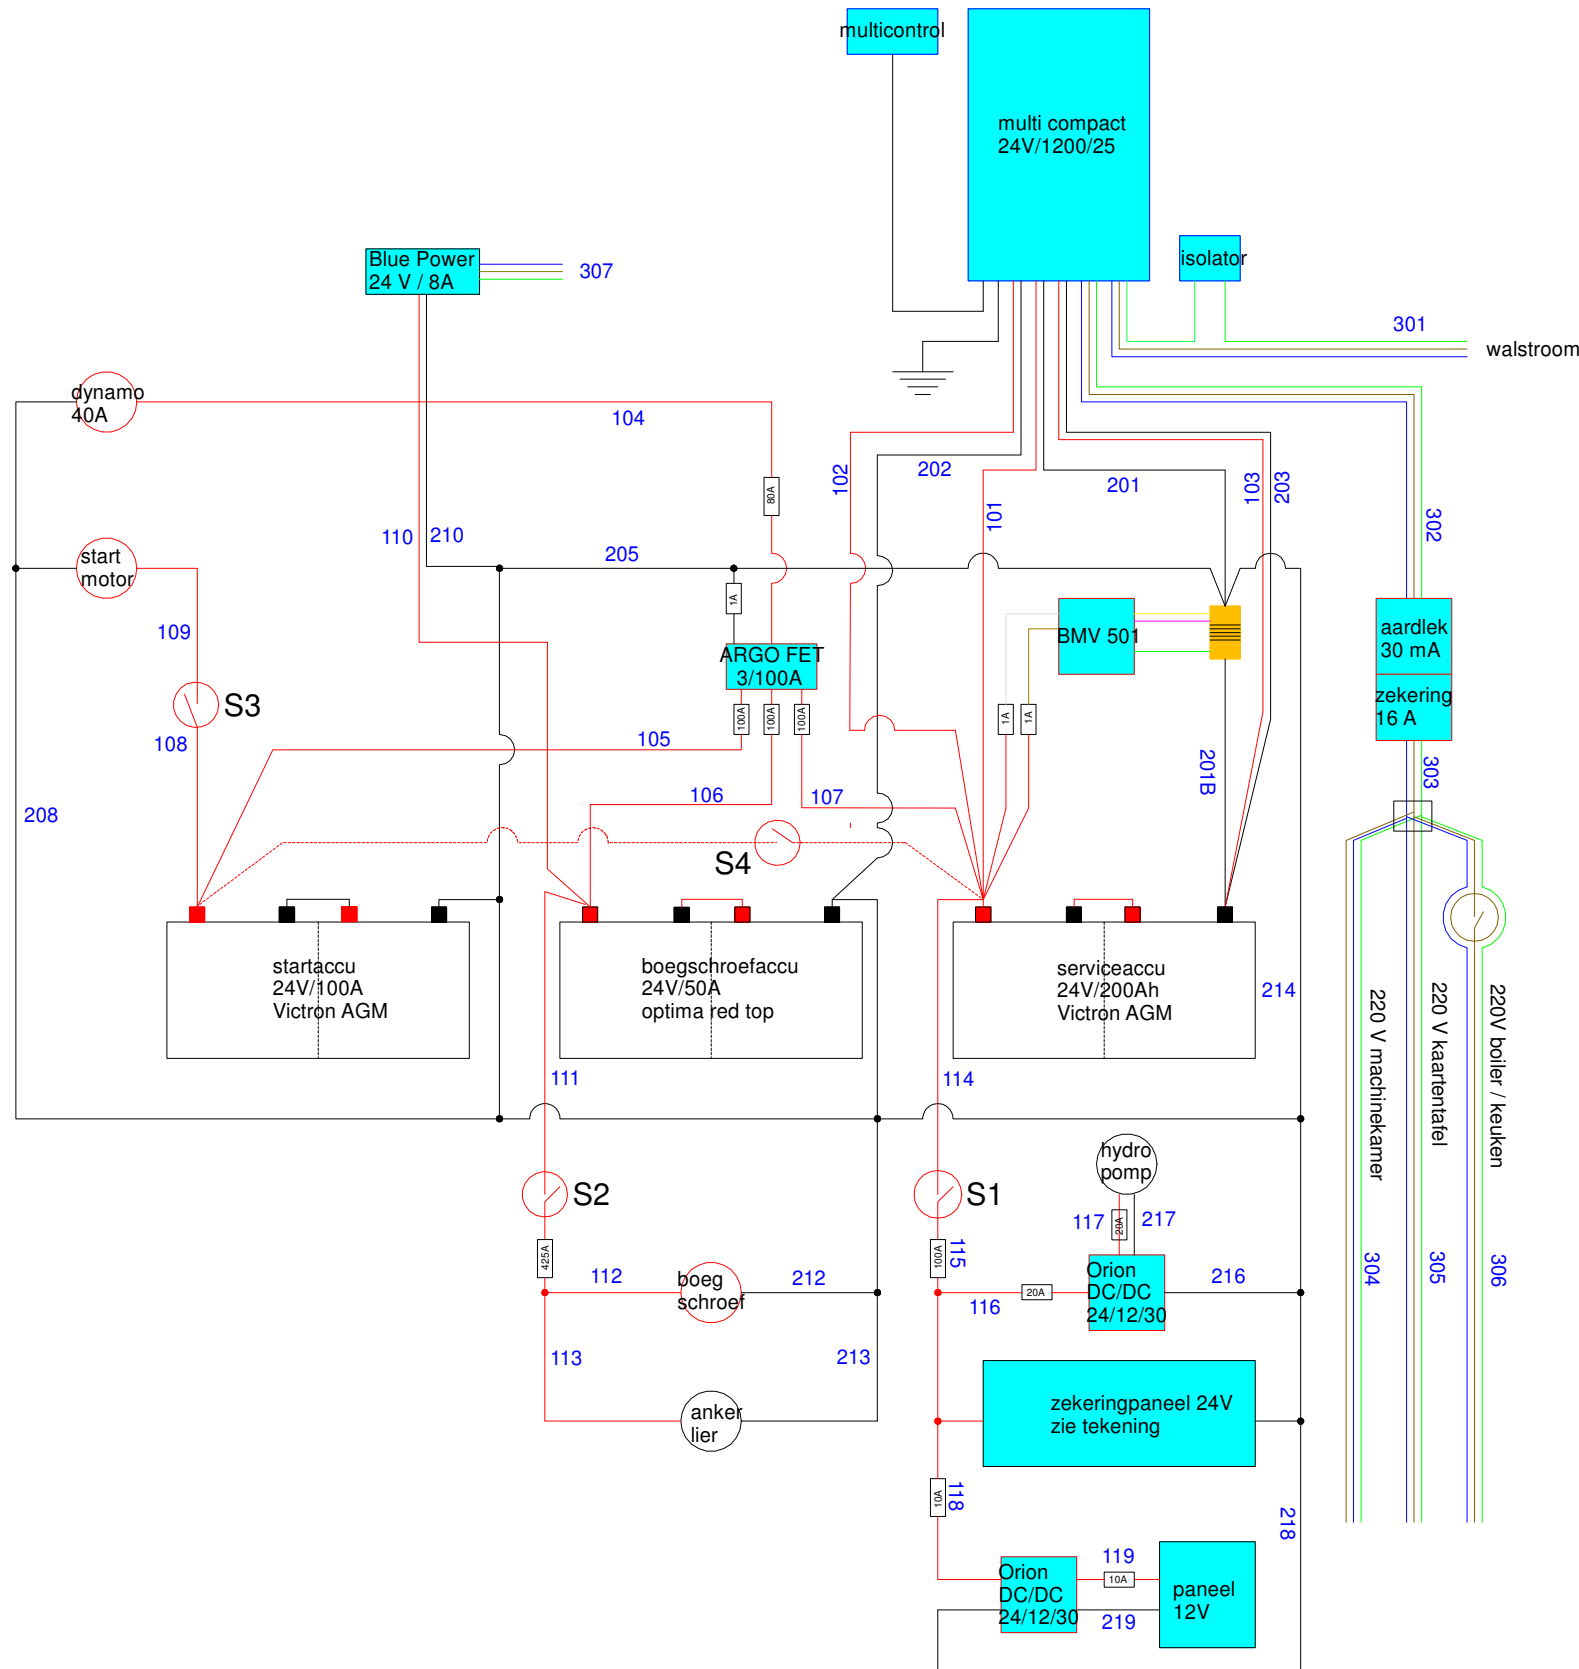 multicontrol
multi compact
24V/1200/25
isolator
Blue Power
24 V / 8A
307
301
walstroom
dynamo
40A
104
102
202
201
101
103
203
302
80A
110
210
205
start
motor
109
1A
BMV 501
aardlek
30 mA
zekering
16 A
ARGO FET
3/100A
S3
108
105
100A
100A
100A
1A
1A
201B
303
208
106
107
S4
startaccu
24V/100A
Victron AGM
boegschroefaccu
24V/50A
optima red top
serviceaccu
24V/200Ah
Victron AGM
214
220 V machinekamer
220 V kaartentafel
220V boiler / keuken
111
114
hydro
pomp
S2
S1
117
20A
217
425A
100A
115
304
305
306
112
boeg
schroef
212
116
20A
Orion
DC/DC
24/12/30
216
113
213
anker
lier
zekeringpaneel 24V
zie tekening
10A
118
218
Orion
DC/DC
24/12/30
119
10A
219
paneel
12V